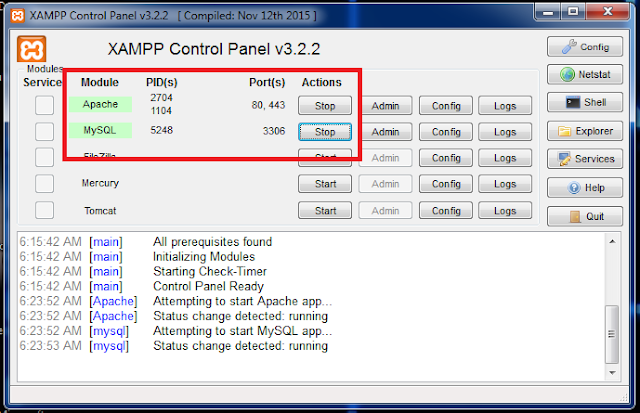 XAMPP Control Panel v3.2.2 [ Compiled: Nov 12th 2015 ]
XAMPP Control Panel v3.2.2
Config
Modules
Service Module PID(s) Port(s) Actions
Netstat
Apache 2704 1104 80, 443 Stop Admin Config Logs
Shell
MySQL 5248 3306 Stop Admin Config Logs
Explorer
FileZilla Start Admin Config Logs
Services
Mercury Start Admin Config Logs
Help
Tomcat Start Admin Config Logs
Quit
6:15:42 AM [main] All prerequisites found
6:15:42 AM [main] Initializing Modules
6:15:42 AM [main] Starting Check-Timer
6:15:42 AM [main] Control Panel Ready
6:23:52 AM [Apache] Attempting to start Apache app...
6:23:52 AM [Apache] Status change detected: running
6:23:52 AM [mysql] Attempting to start MySQL app...
6:23:53 AM [mysql] Status change detected: running